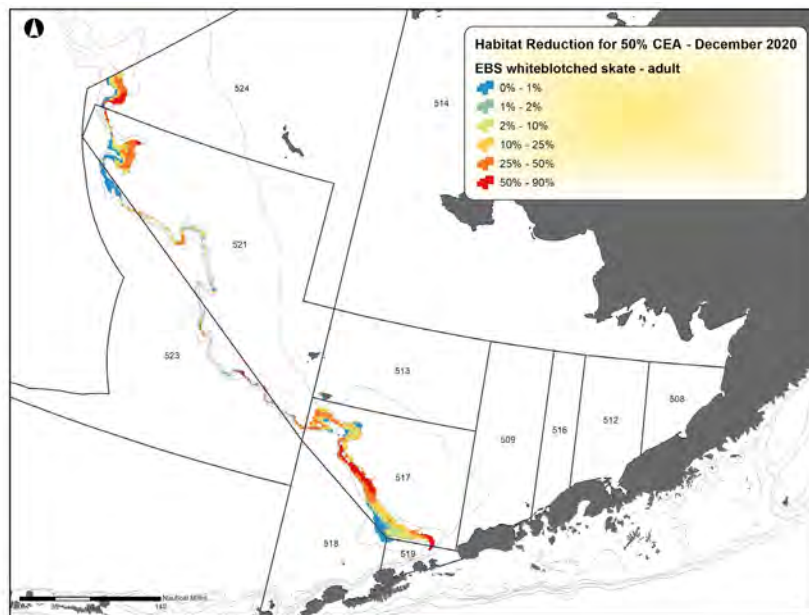 Habitat Reduction for 50% CEA - December 2020
EBS whiteblotched skate - adult
0% - 1%
1% - 2%
2% - 10%
10% - 25%
25% - 50%
50% - 90%
524
514
521
523
513
508
512
516
509
517
518
519
Nautical Miles
140